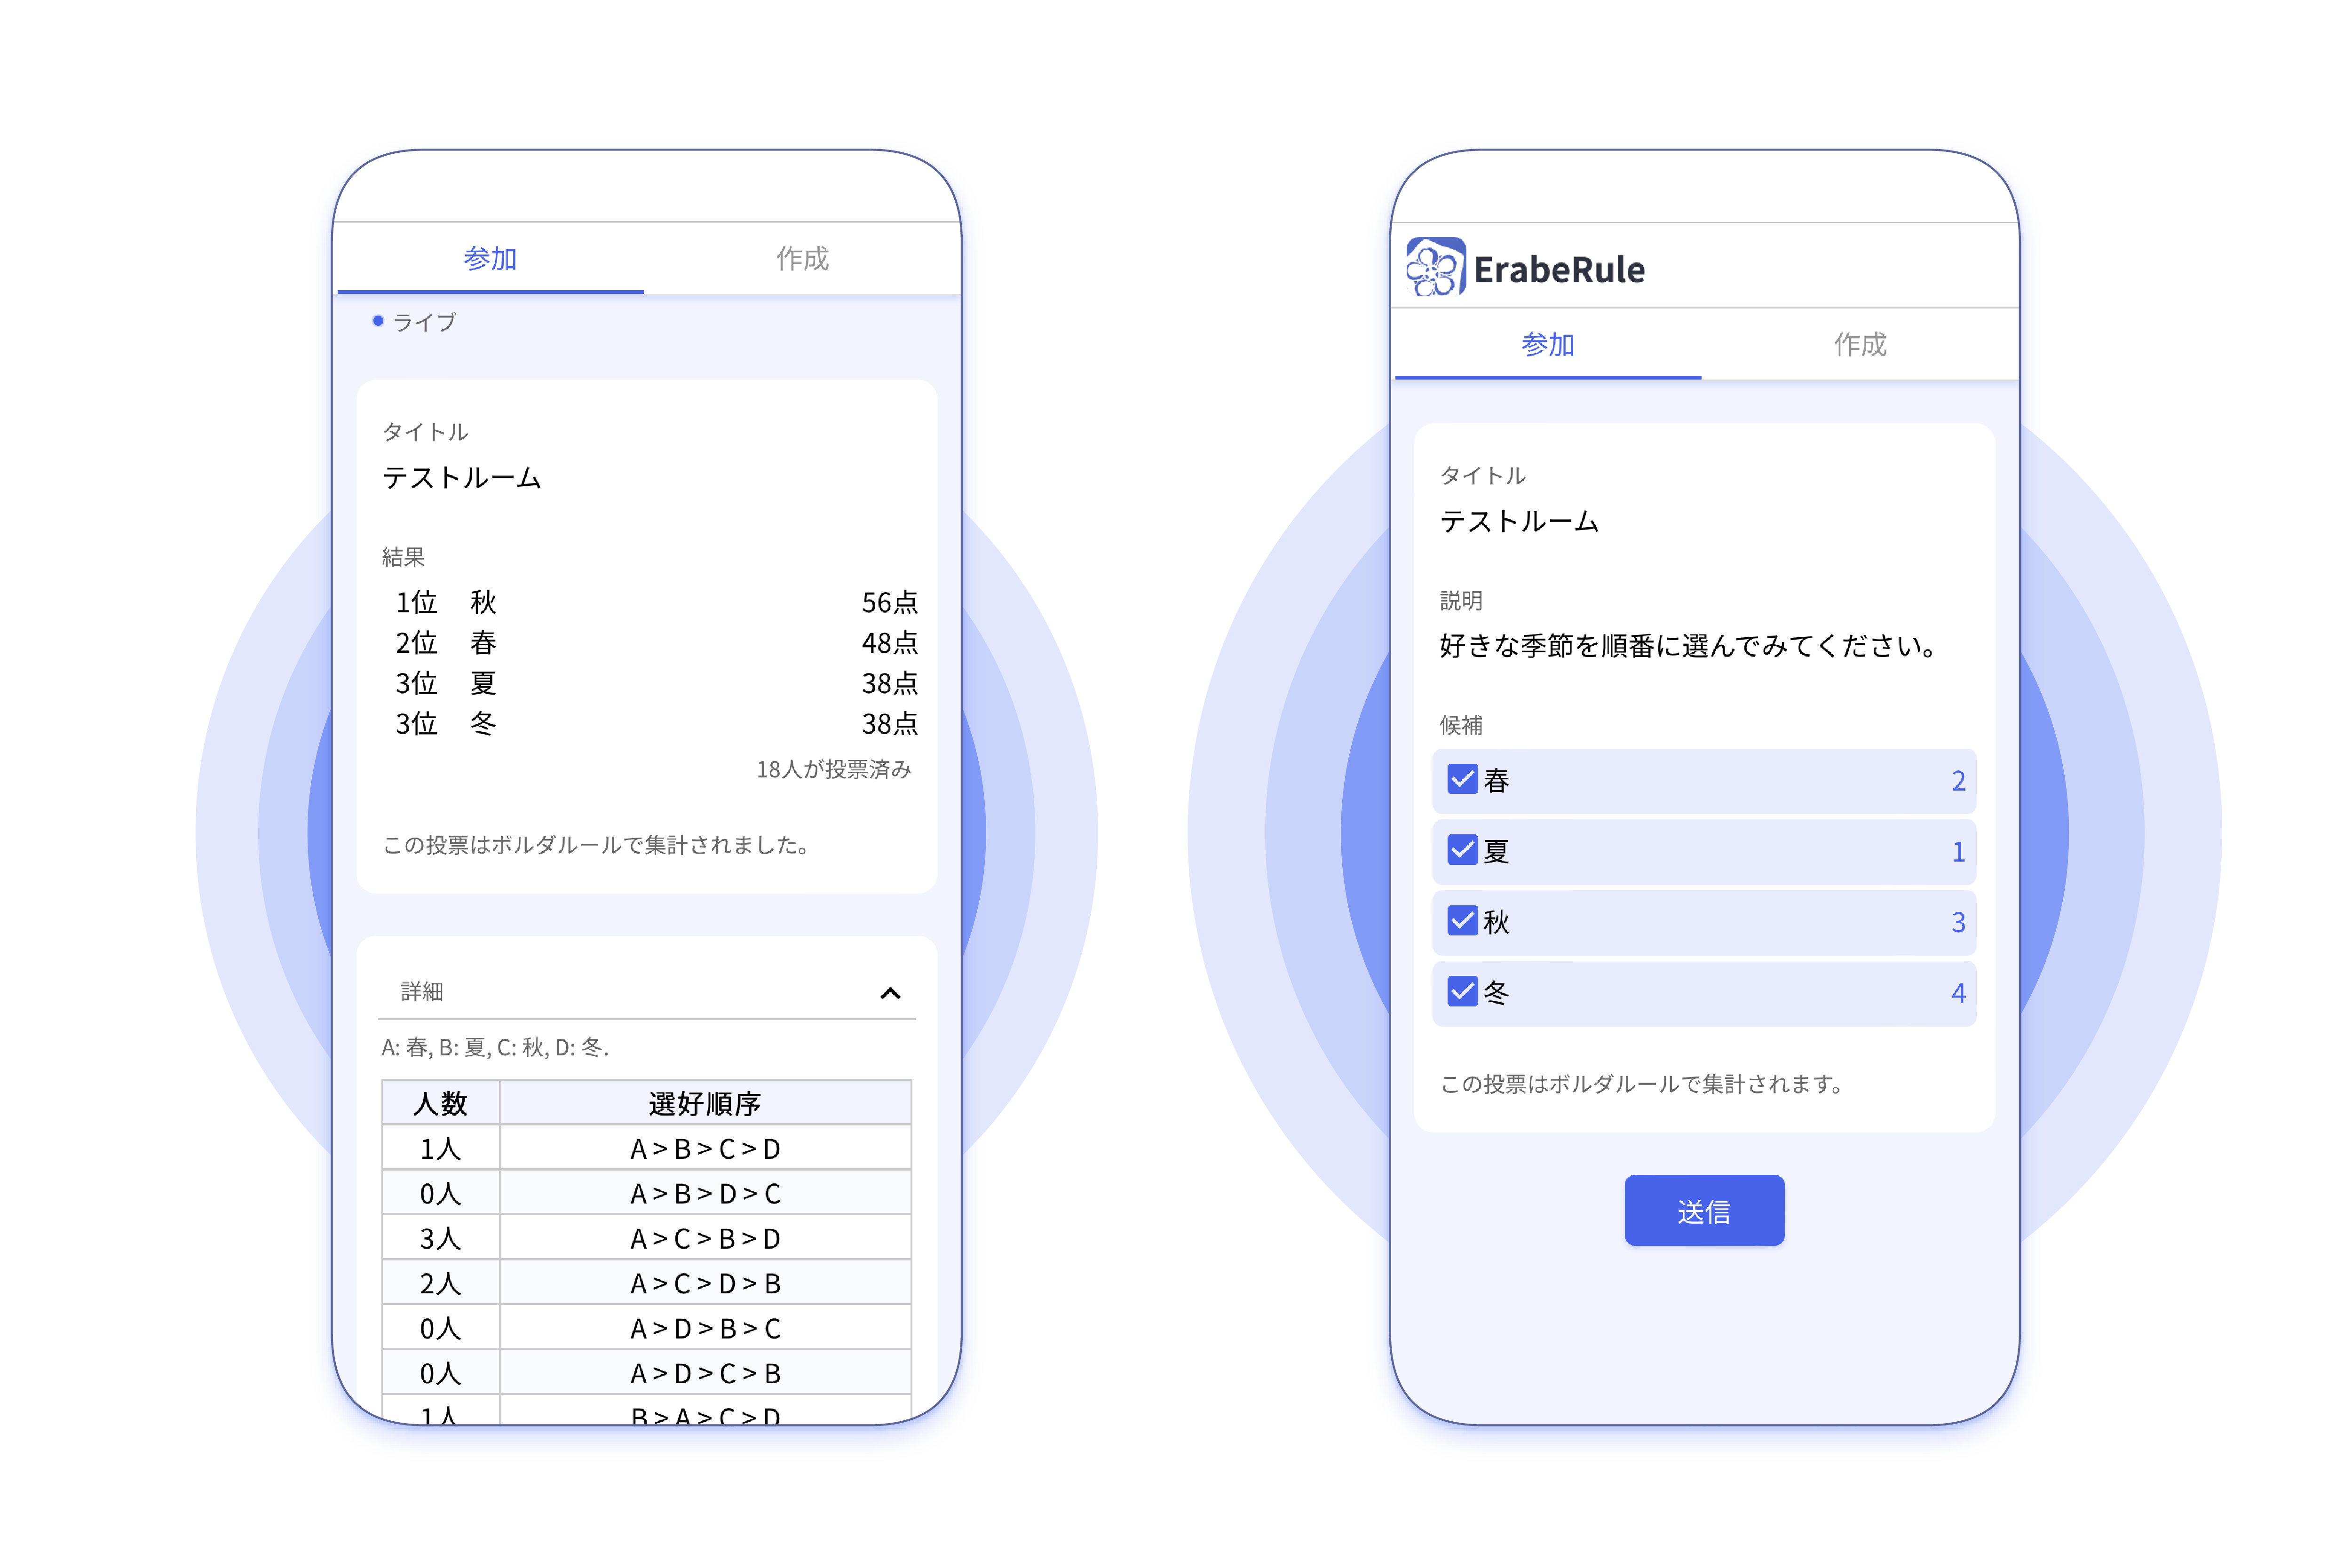 参加 作成
ライブ
タイトル
テストルーム
結果
1位 秋 56点
2位 春 48点
3位 夏 38点
3位 冬 38点
18人が投票済み
この投票はボルダルールで集計されました。
詳細
A: 春, B: 夏, C: 秋, D: 冬.
人数 選好順序
1人 A > B > C > D
0人 A > B > D > C
3人 A > C > B > D
2人 A > C > D > B
0人 A > D > B > C
0人 A > D > C > B
1人 B > A > C > D
ErabeRule
参加 作成
タイトル
テストルーム
説明
好きな季節を順番に選んでみてください。
候補
春 2
夏 1
秋 3
冬 4
この投票はボルダルールで集計されます。
送信